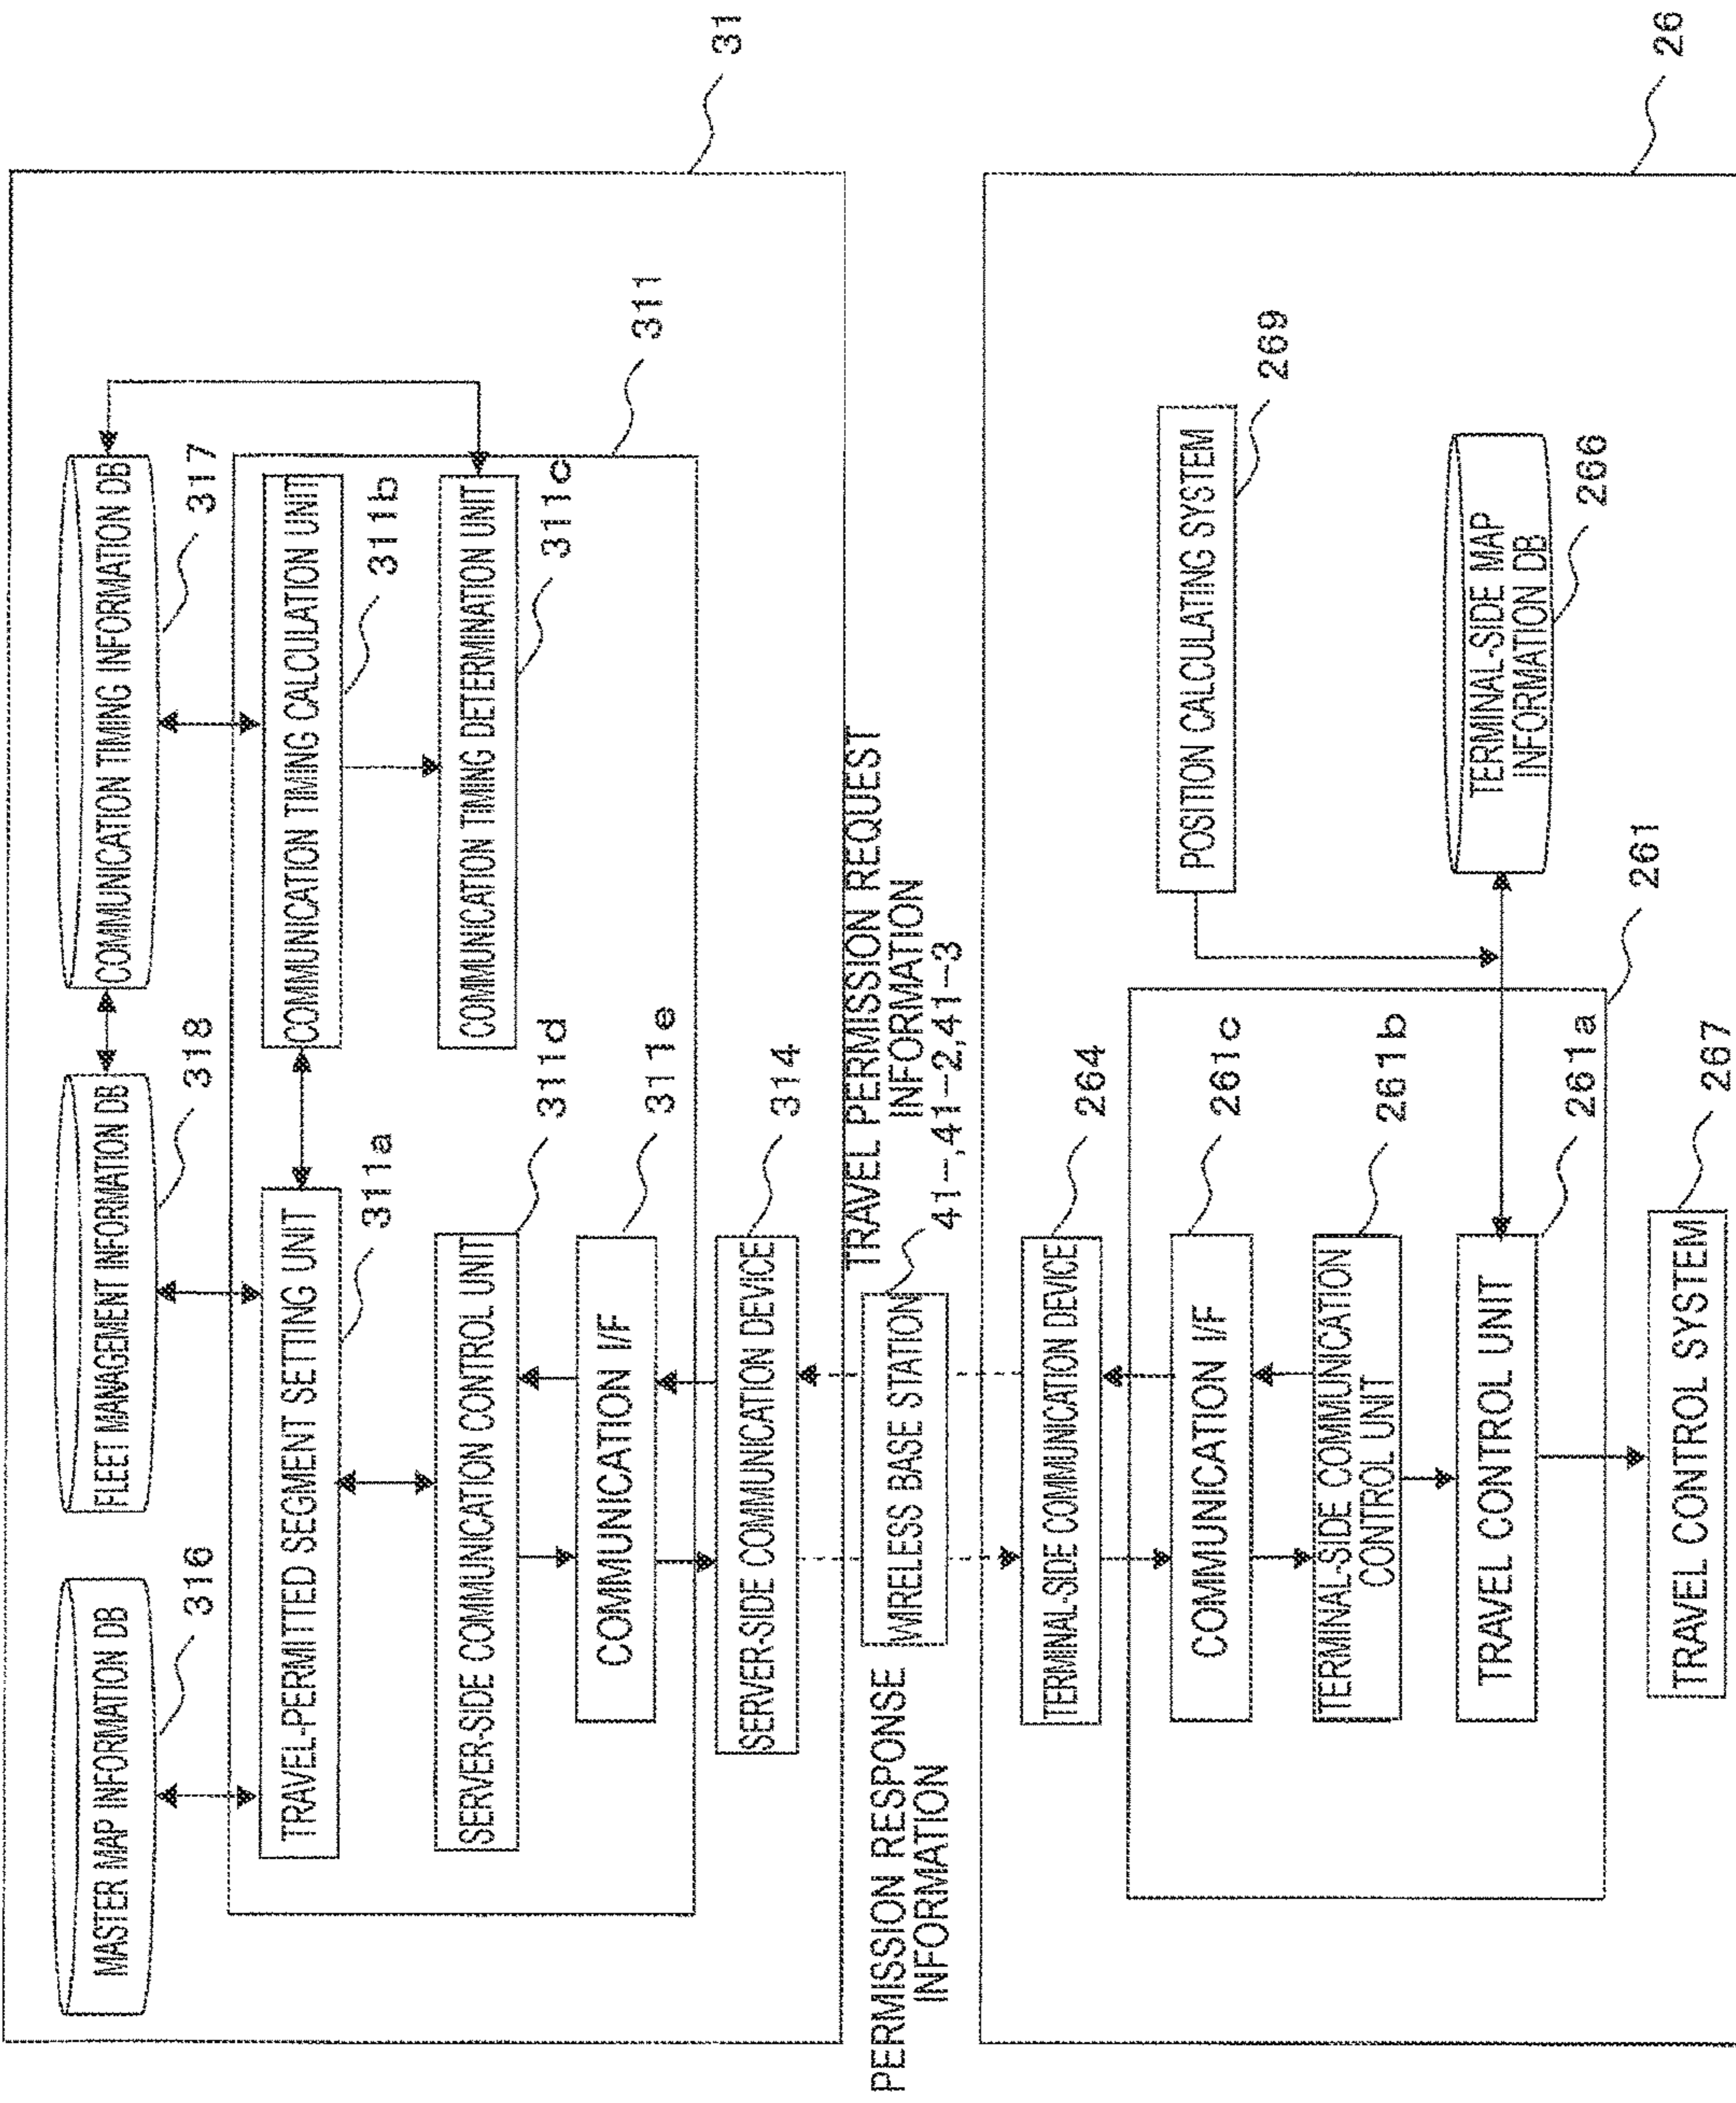 31
MASTER MAP INFORMATION DB
316
FLEET MANAGEMENT INFORMATION DB
318
COMMUNICATION TIMING INFORMATION DB
317
311
TRAVEL-PERMITTED SEGMENT SETTING UNIT
311a
COMMUNICATION TIMING CALCULATION UNIT
311b
SERVER-SIDE COMMUNICATION CONTROL UNIT
311d
COMMUNICATION TIMING DETERMINATION UNIT
311c
COMMUNICATION I/F
311e
SERVER-SIDE COMMUNICATION DEVICE
314
PERMISSION RESPONSE
INFORMATION
WIRELESS BASE STATION
TRAVEL PERMISSION REQUEST
INFORMATION
41-,41-2,41-3
26
TERMINAL-SIDE COMMUNICATION DEVICE
264
COMMUNICATION I/F
261c
POSITION CALCULATING SYSTEM
269
TERMINAL-SIDE COMMUNICATION
CONTROL UNIT
261b
TRAVEL CONTROL UNIT
261a
TERMINAL-SIDE MAP
INFORMATION DB
266
261
TRAVEL CONTROL SYSTEM
267